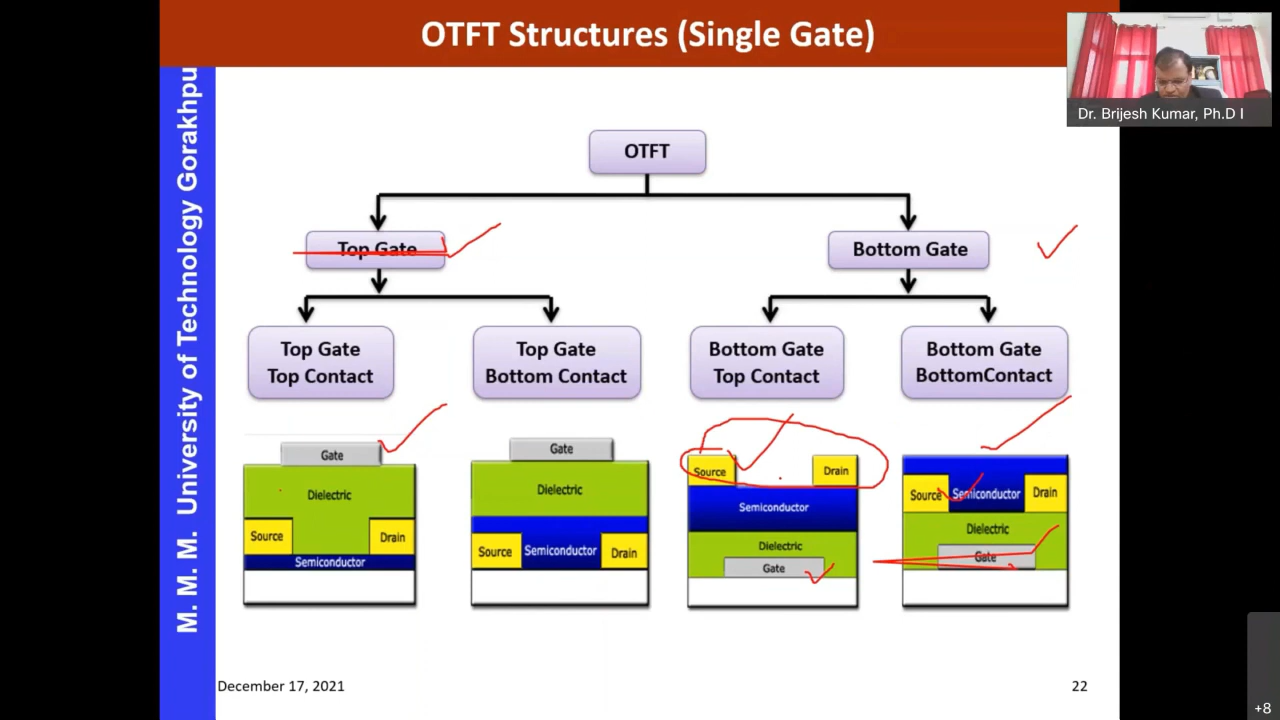 OTFT Structures (Single Gate)
Dr. Brijesh Kumar, Ph.D I
M. M. M. University of Technology Gorakhpu
OTFT
Top Gate
Bottom Gate
Top Gate
Top Contact
Top Gate
Bottom Contact
Bottom Gate
Top Contact
Bottom Gate
BottomContact
Gate
Dielectric
Source
Drain
Semiconductor
Gate
Dielectric
Source
Semiconductor
Drain
Source
Drain
Semiconductor
Dielectric
Gate
Source
Semiconductor
Drain
Dielectric
Gate
December 17, 2021
22
+8